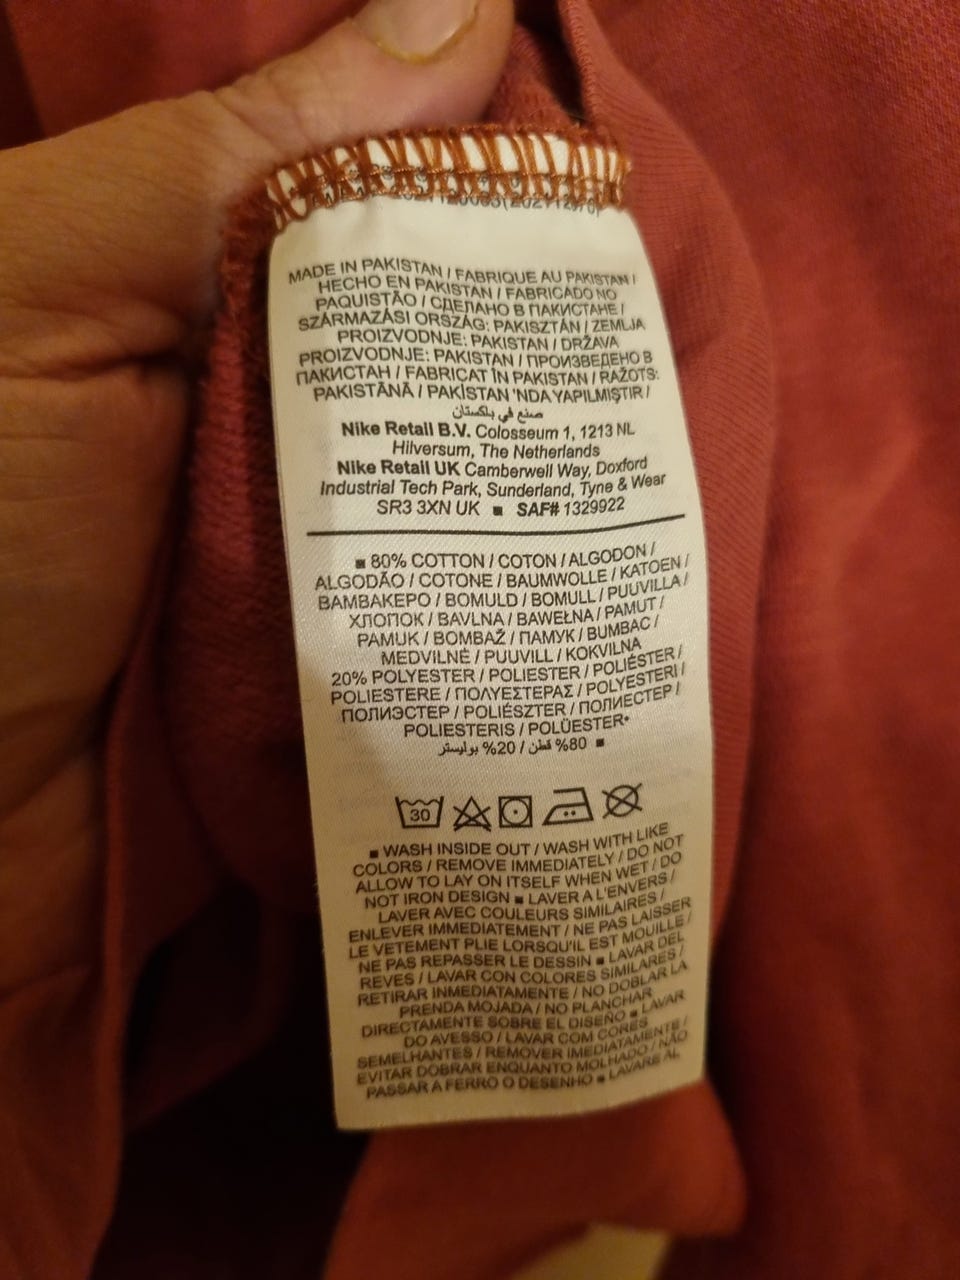 MADE IN PAKISTAN / FABRIQUE AU PAKISTAN /
HECHO EN PAKISTAN / FABRICADO NO
PAQUISTÃO / СДЕЛАНО В ПАКИСТАНЕ /
SZÁRMAZÁSI ORSZÁG: PAKISZTÁN / ZEMLJA
PROIZVODNJE: PAKISTAN / DRŽAVA
PROIZVODNJE: PAKISTAN / ПРОИЗВЕДЕНО В
ПАКИСТАН / FABRICAT ÎN PAKISTAN / RAŽOTS:
PAKISTĀNĀ / PAKİSTAN 'NDA YAPILMIŞTIR /
صنع في باكستان
Nike Retail B.V. Colosseum 1, 1213 NL
Hilversum, The Netherlands
Nike Retail UK Camberwell Way, Doxford
Industrial Tech Park, Sunderland, Tyne & Wear
SR3 3XN UK ■ SAF# 1329922
■ 80% COTTON / COTON / ALGODON /
ALGODÃO / COTONE / BAUMWOLLE / KATOEN /
ΒΑΜΒΑΚΕΡΟ / BOMULD / BOMULL / PUUVILLA /
ХЛОПОК / BAVLNA / BAWEŁNA / PAMUT /
PAMUK / BOMBAŽ / ПАМУК / BUMBAC /
MEDVILNĖ / PUUVILL / KOKVILNA
20% POLYESTER / POLIESTER / POLIÉSTER /
POLIESTERE / ΠΟΛΥΕΣΤΕΡΑΣ / POLYESTERI /
ПОЛИЭСТЕР / POLIÉSZTER / ПОЛИЕСТЕР /
POLIESTERIS / POLÜESTER•
■ 80% قطن / 20% بوليستر
30
■ WASH INSIDE OUT / WASH WITH LIKE
COLORS / REMOVE IMMEDIATELY / DO NOT
ALLOW TO LAY ON ITSELF WHEN WET / DO
NOT IRON DESIGN ■ LAVER A L'ENVERS /
LAVER AVEC COULEURS SIMILAIRES /
ENLEVER IMMEDIATEMENT / NE PAS LAISSER
LE VETEMENT PLIE LORSQU'IL EST MOUILLE /
NE PAS REPASSER LE DESSIN ■ LAVAR DEL
REVES / LAVAR CON COLORES SIMILARES /
RETIRAR INMEDIATAMENTE / NO DOBLAR LA
PRENDA MOJADA / NO PLANCHAR
DIRECTAMENTE SOBRE EL DISEÑO ■ LAVAR
DO AVESSO / LAVAR COM CORES
SEMELHANTES / REMOVER IMEDIATAMENTE /
EVITAR DOBRAR ENQUANTO MOLHADO / NÃO
PASSAR A FERRO O DESENHO ■ LAVARE AL